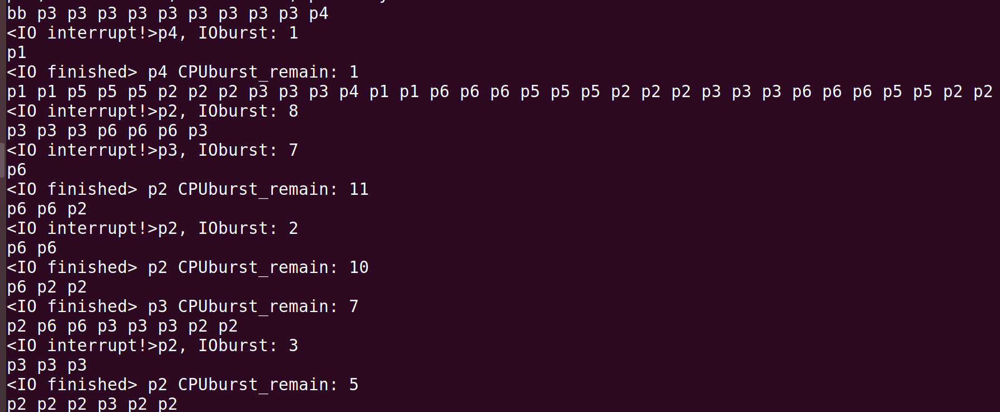 bb p3 p3 p3 p3 p3 p3 p3 p3 p3 p4
<IO interrupt!>p4, IOburst: 1
p1
<IO finished> p4 CPUburst_remain: 1
p1 p1 p5 p5 p5 p2 p2 p2 p3 p3 p3 p4 p1 p1 p6 p6 p6 p5 p5 p5 p2 p2 p2 p3 p3 p3 p6 p6 p6 p5 p5 p2 p2
<IO interrupt!>p2, IOburst: 8
p3 p3 p3 p6 p6 p6 p3
<IO interrupt!>p3, IOburst: 7
p6
<IO finished> p2 CPUburst_remain: 11
p6 p6 p2
<IO interrupt!>p2, IOburst: 2
p6 p6
<IO finished> p2 CPUburst_remain: 10
p6 p2 p2
<IO finished> p3 CPUburst_remain: 7
p2 p6 p6 p3 p3 p3 p2 p2
<IO interrupt!>p2, IOburst: 3
p3 p3 p3
<IO finished> p2 CPUburst_remain: 5
p2 p2 p2 p3 p2 p2